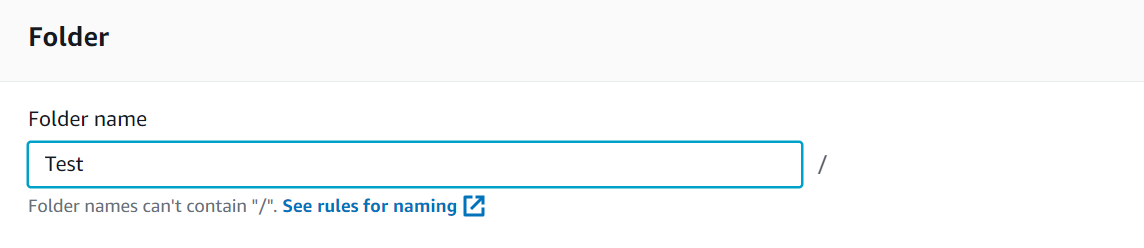 Folder
Folder name
Test
/
Folder names can't contain "/". See rules for naming